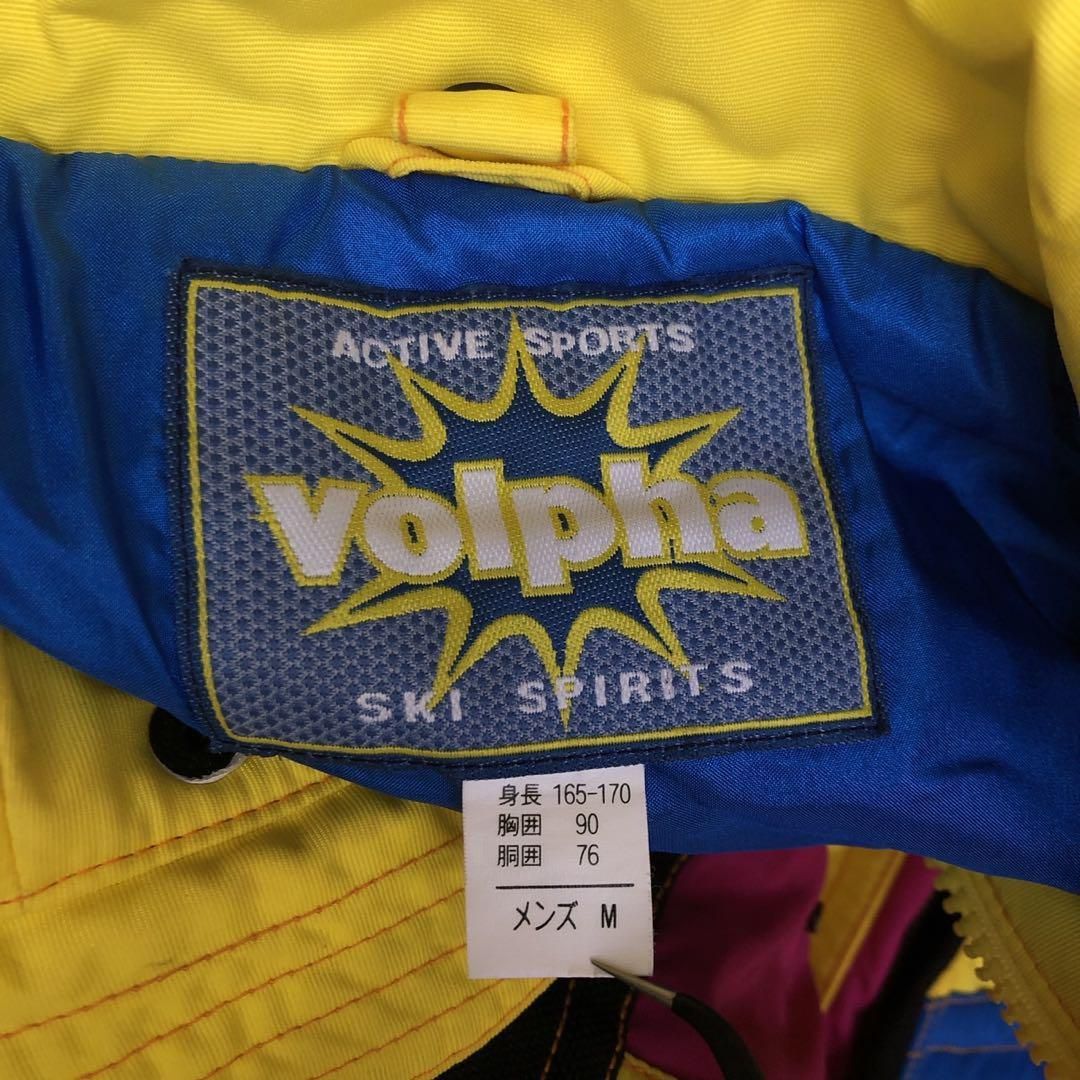 ACTIVE SPORTS
volpha
SKI SPIRITS
身長 165-170
胸囲 90
胴囲 76
メンズ M